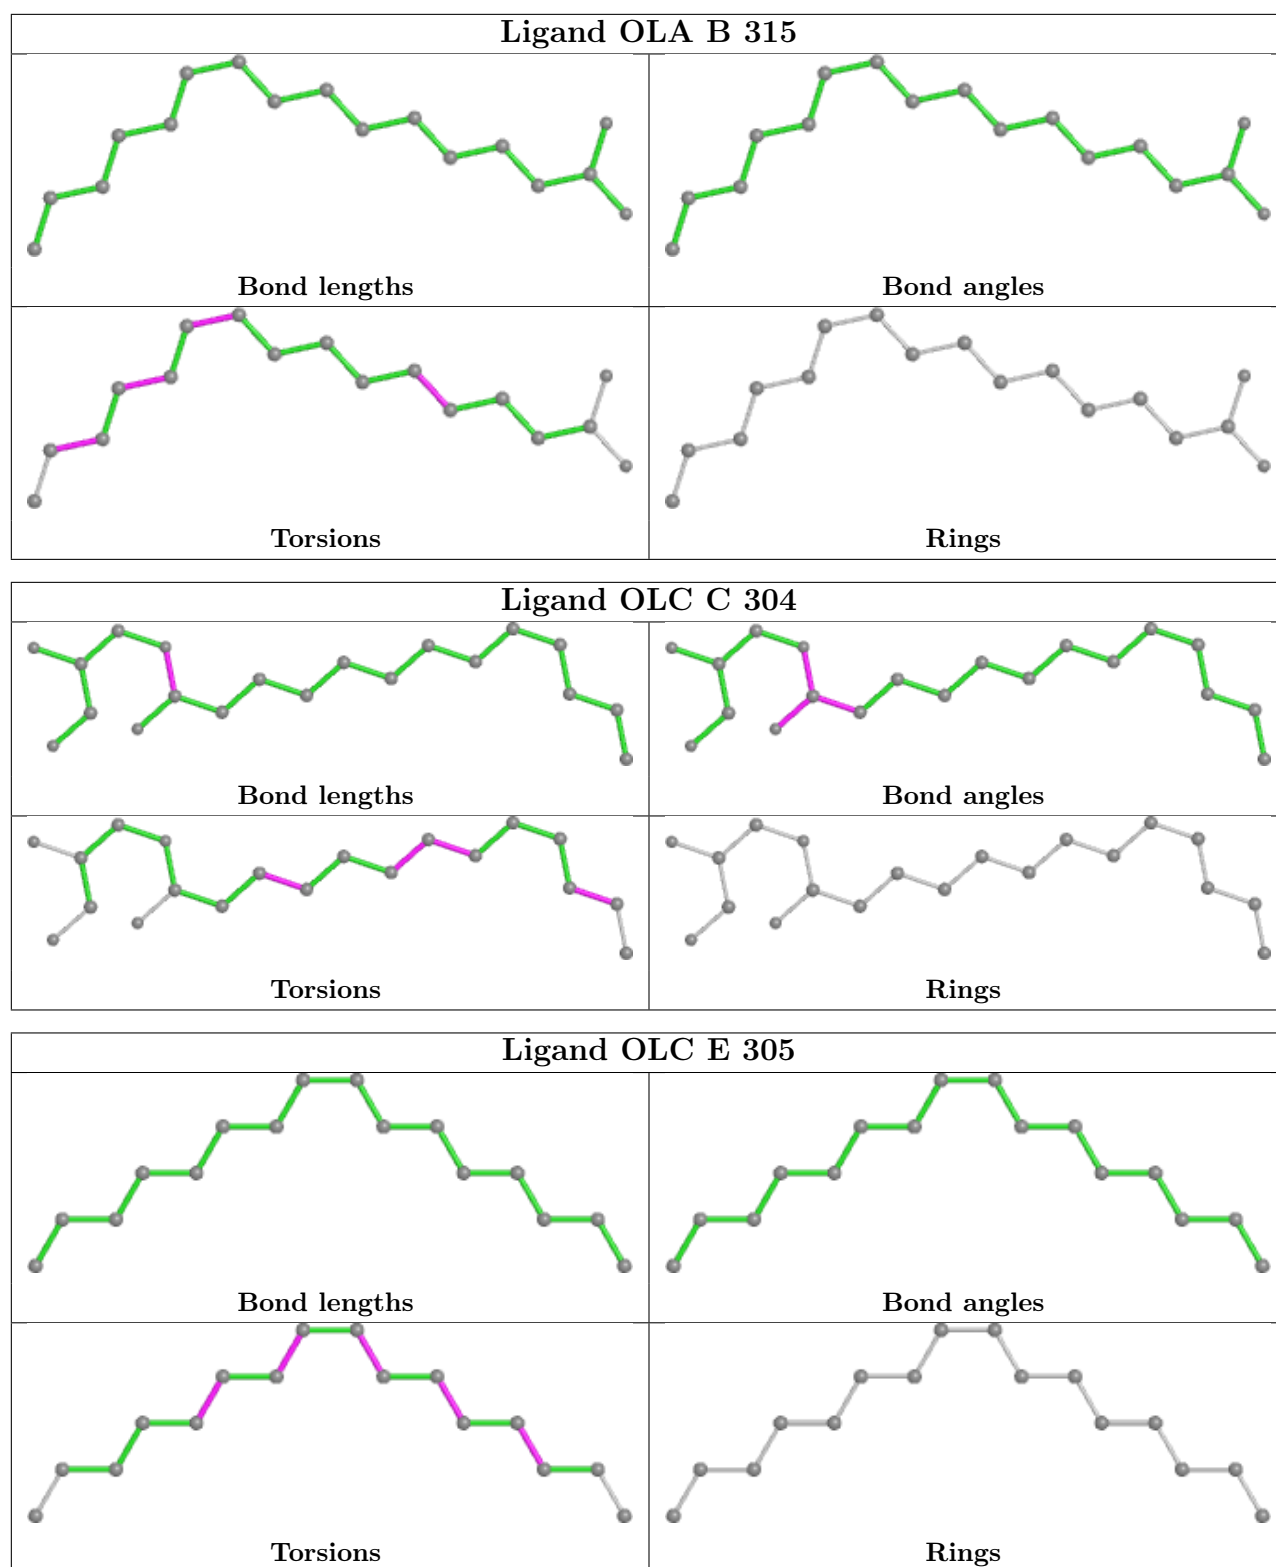 Ligand OLA B 315
Bond lengths
Bond angles
Torsions
Rings
Ligand OLC C 304
Bond lengths
Bond angles
Torsions
Rings
Ligand OLC E 305
Bond lengths
Bond angles
Torsions
Rings